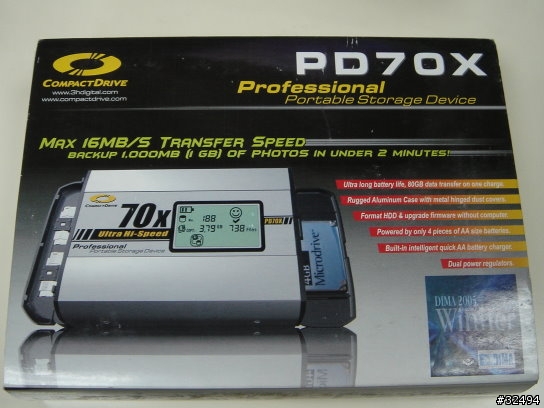 COMPACTDRIVE
www.3hdigital.com
www.compactdrive.com
PD70X
Professional
Portable Storage Device
MAX 16MB/S TRANSFER SPEED
BACKUP 1,000MB (1 GB) OF PHOTOS IN UNDER 2 MINUTES!
COMPACTDRIVE
70x
Ultra Hi-Speed
PD70X
Professional
Portable Storage Device
188
3.79 GB
738 Files
4GB
Microdrive
Ultra long battery life, 80GB data transfer on one charge.
Rugged Aluminum Case with metal hinged dust covers.
Format HDD & upgrade firmware without computer.
Powered by only 4 pieces of AA size batteries.
Built-in intelligent quick AA battery charger.
Dual power regulators.
DIMA 2005
Winner
#32494